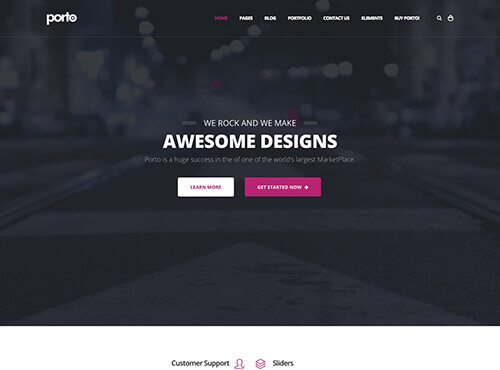 porto
HOME PAGES BLOG PORTFOLIO CONTACT US ELEMENTS BUY PORTO!
WE ROCK AND WE MAKE
AWESOME DESIGNS
Porto is a huge success in the of one of the world's largest MarketPlace.
LEARN MORE GET STARTED NOW
Customer Support Sliders